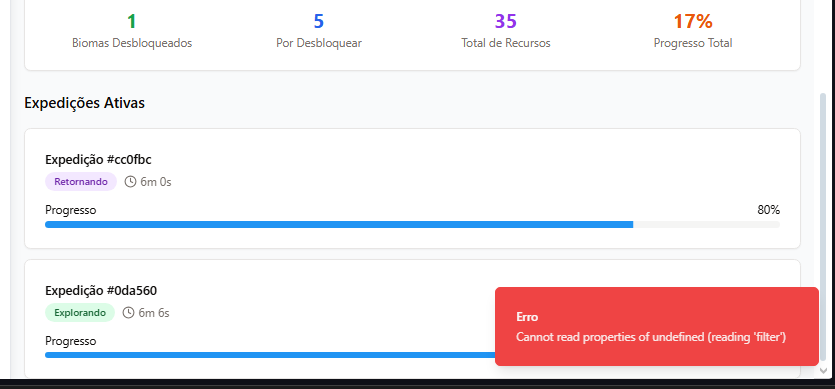 1 5 35 17%
Biomas Desbloqueados Por Desbloquear Total de Recursos Progresso Total
Expedições Ativas
Expedição #cc0fbc
Retornando 6m 0s
Progresso 80%
Expedição #0da560
Explorando 6m 6s
Progresso
Erro
Cannot read properties of undefined (reading 'filter')